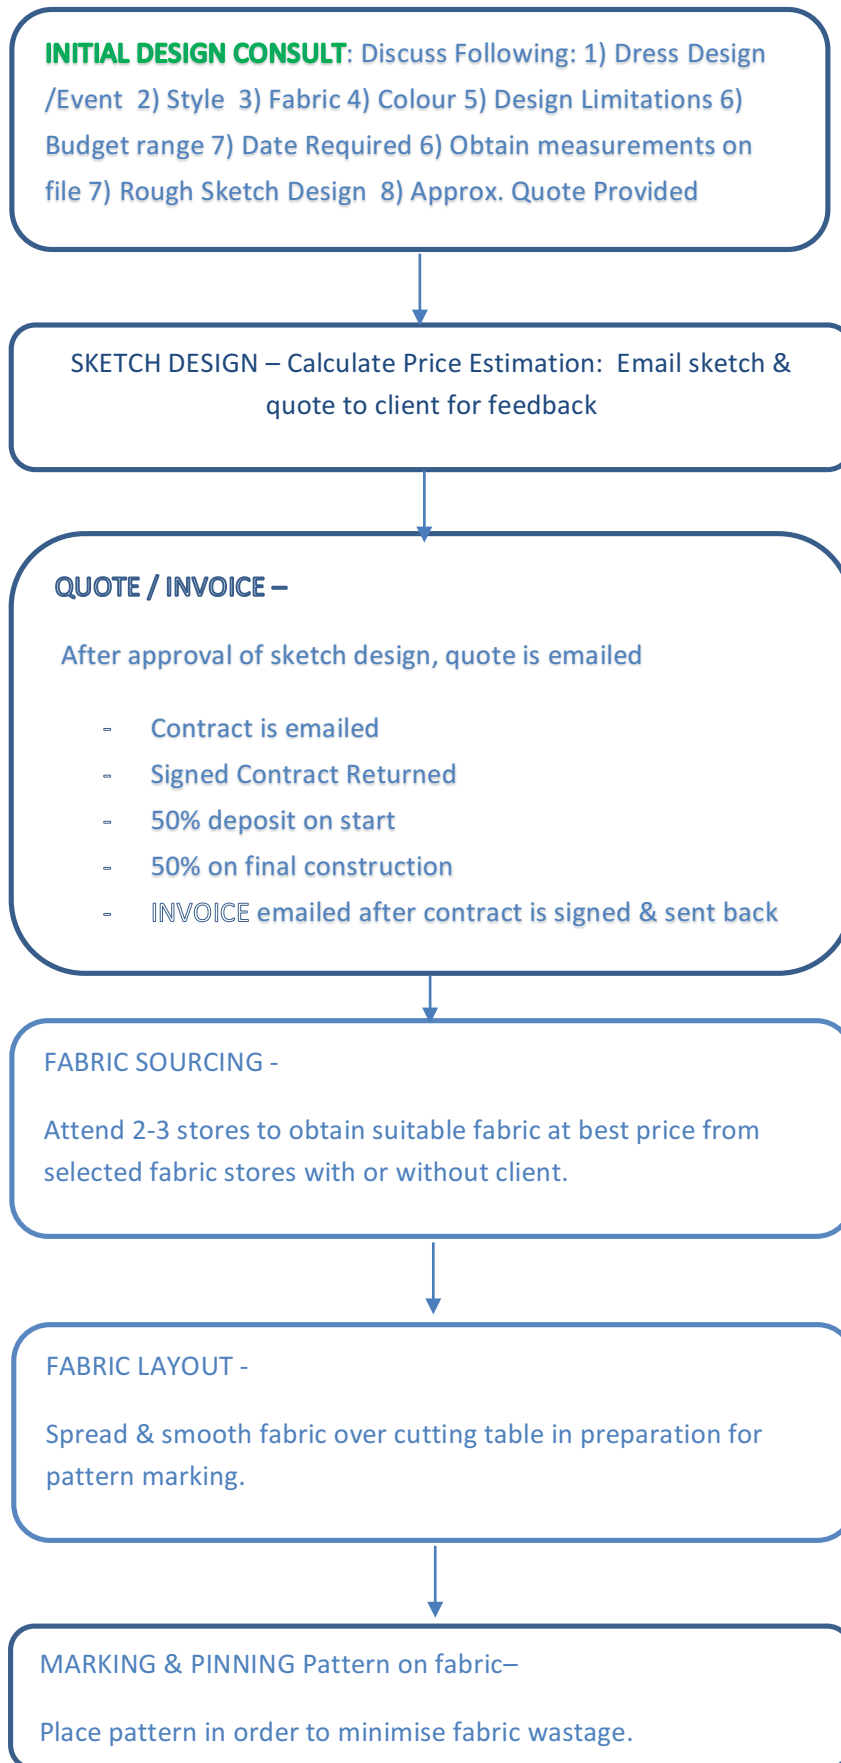 INITIAL DESIGN CONSULT: Discuss Following: 1) Dress Design
/Event 2) Style 3) Fabric 4) Colour 5) Design Limitations 6)
Budget range 7) Date Required 6) Obtain measurements on
file 7) Rough Sketch Design 8) Approx. Quote Provided
SKETCH DESIGN – Calculate Price Estimation: Email sketch &
quote to client for feedback
QUOTE / INVOICE –
After approval of sketch design, quote is emailed
- Contract is emailed
- Signed Contract Returned
- 50% deposit on start
- 50% on final construction
- INVOICE emailed after contract is signed & sent back
FABRIC SOURCING -
Attend 2-3 stores to obtain suitable fabric at best price from
selected fabric stores with or without client.
FABRIC LAYOUT -
Spread & smooth fabric over cutting table in preparation for
pattern marking.
MARKING & PINNING Pattern on fabric–
Place pattern in order to minimise fabric wastage.